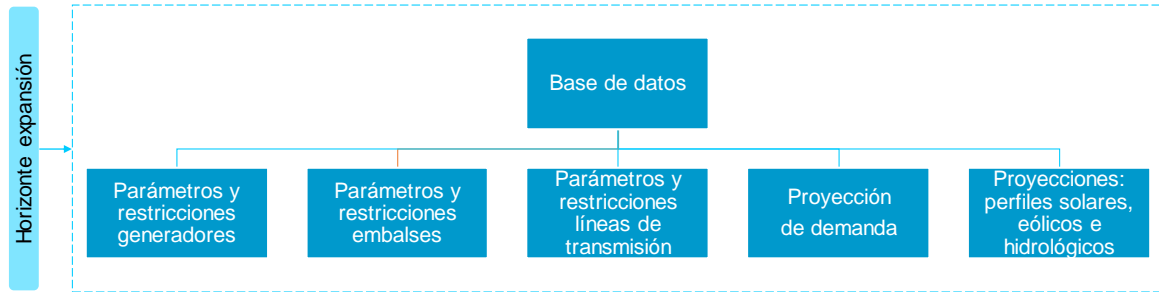 Horizonte expansión
Base de datos
Parámetros y
restricciones
generadores
Parámetros y
restricciones
embalses
Parámetros y
restricciones
líneas de
transmisión
Proyección
de demanda
Proyecciones:
perfiles solares,
eólicos e
hidrológicos